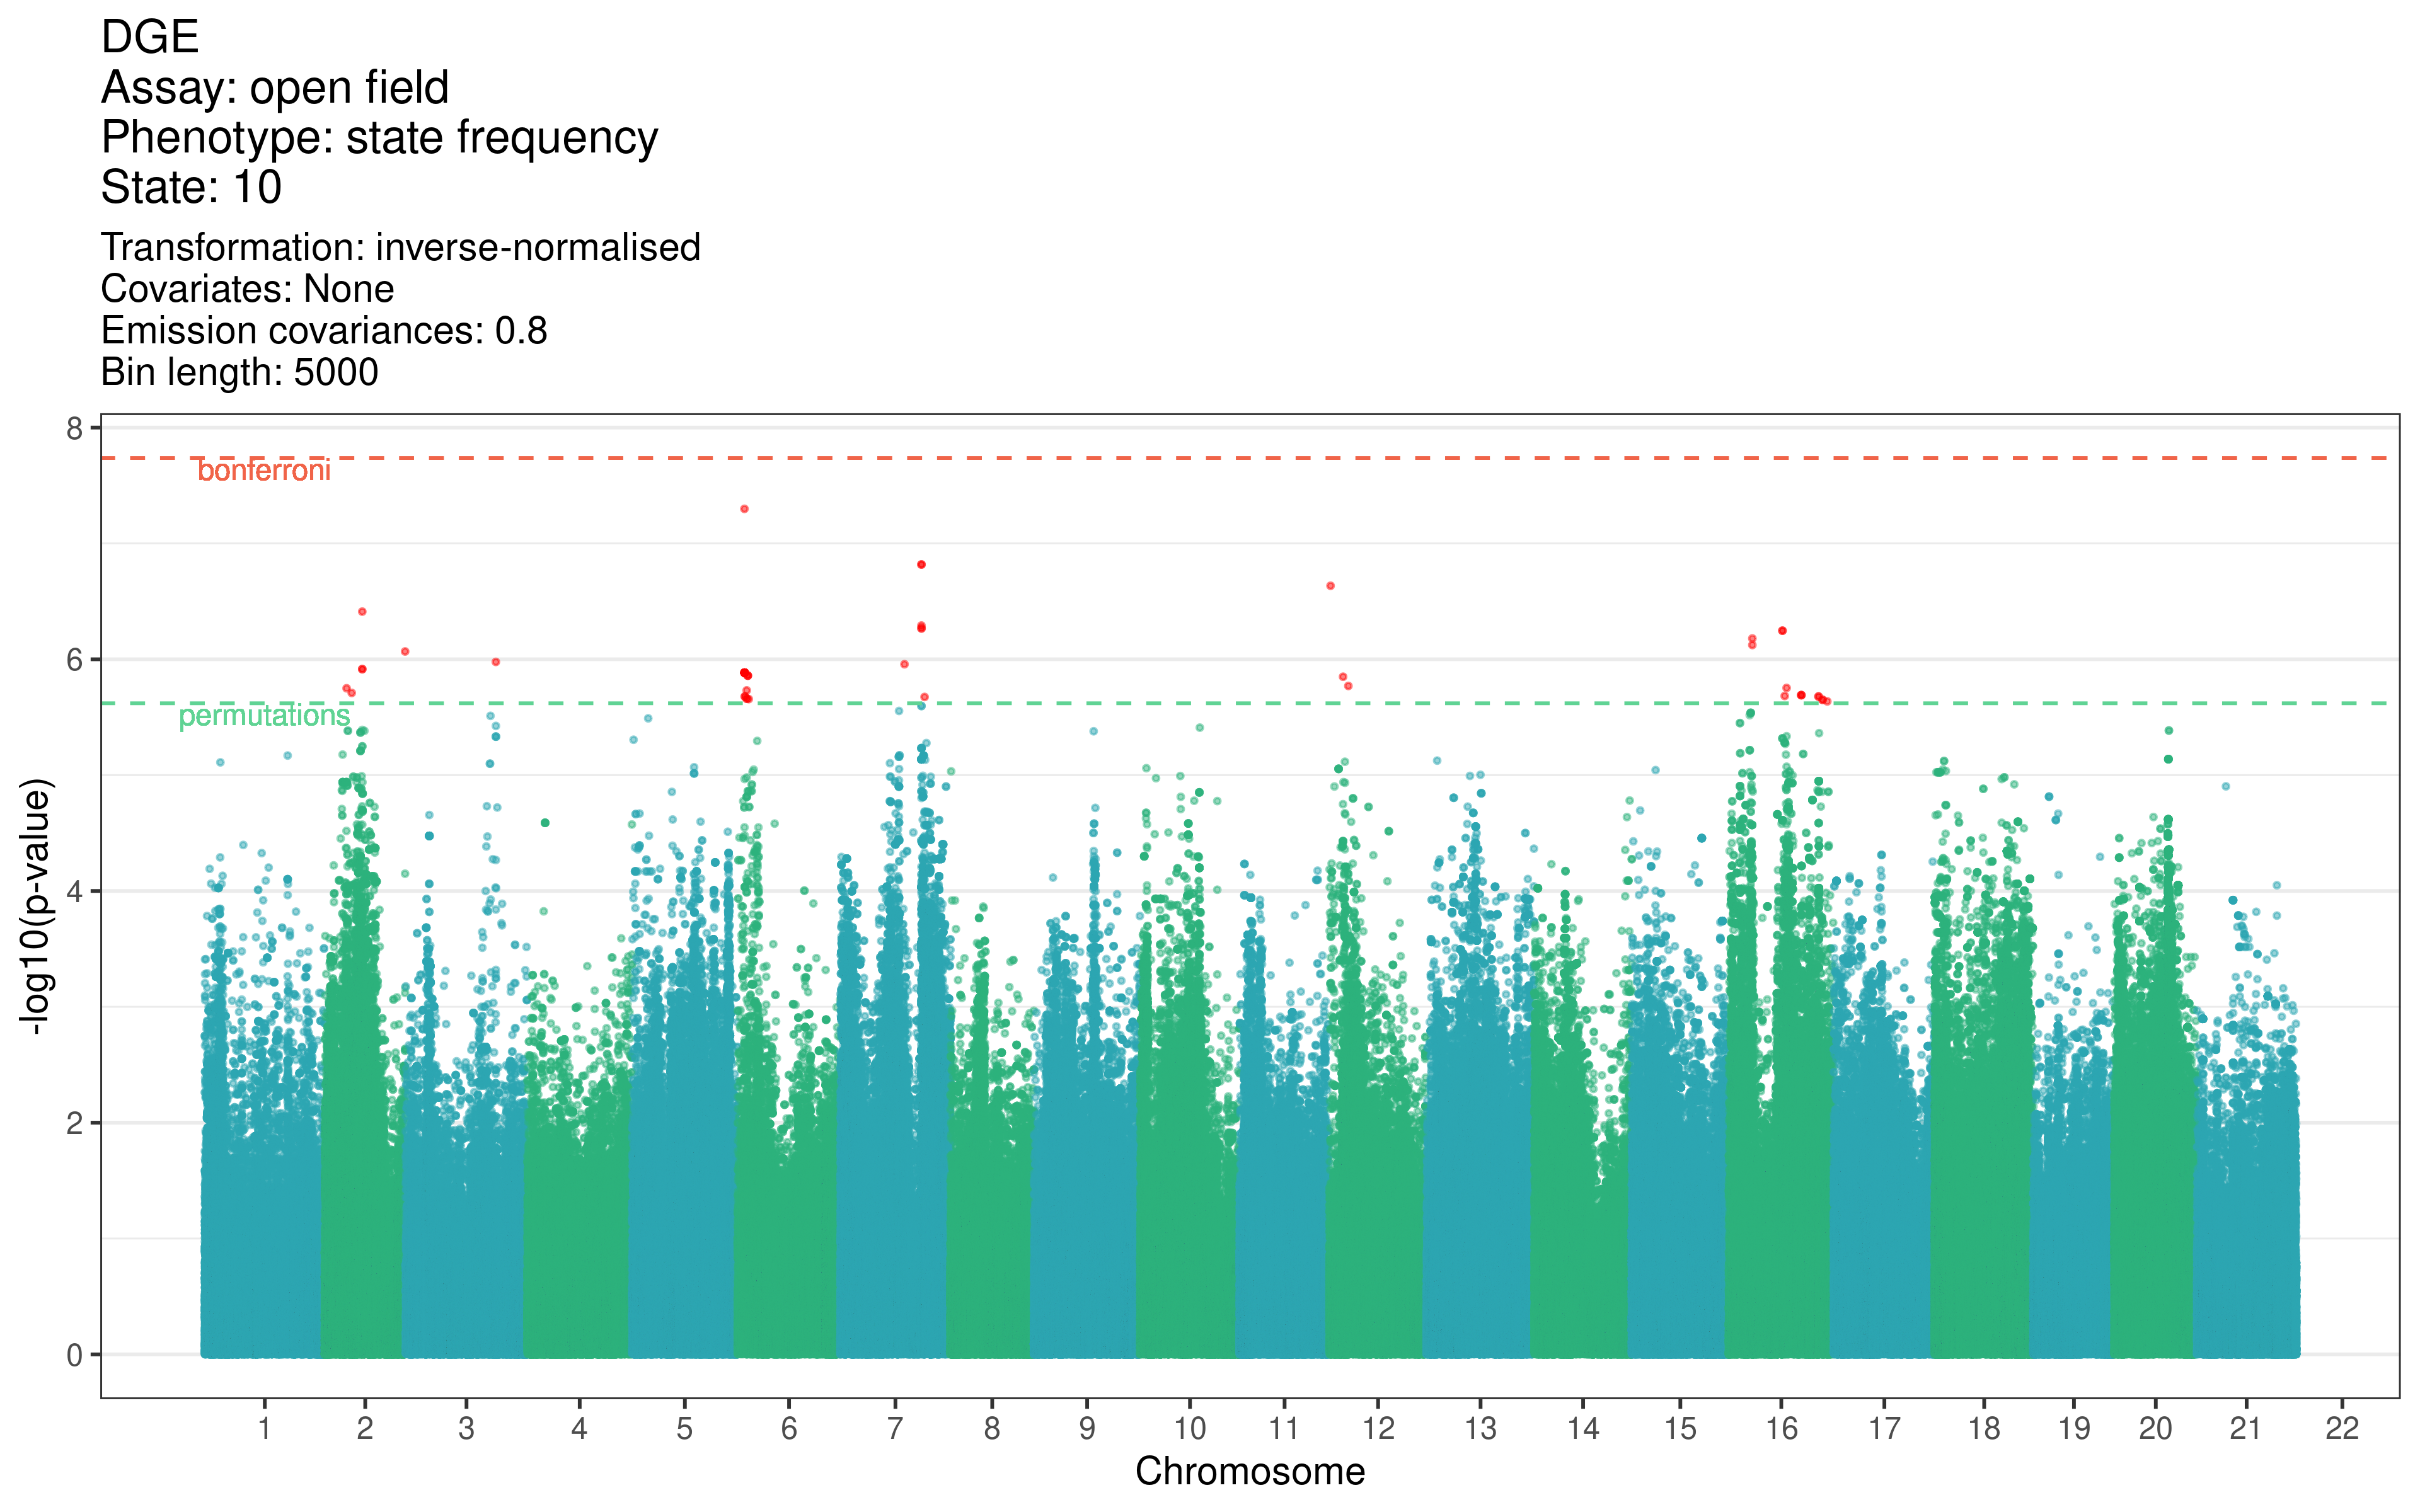 DGE
Assay: open field
Phenotype: state frequency
State: 10
Transformation: inverse-normalised
Covariates: None
Emission covariances: 0.8
Bin length: 5000
8
bonferroni
6
permutations
4
2
0
-log10(p-value)
1 2 3 4 5 6 7 8 9 10 11 12 13 14 15 16 17 18 19 20 21 22
Chromosome